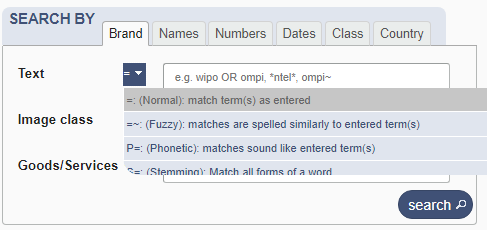 SEARCH BY
Brand Names Numbers Dates Class Country
Text = e.g. wipo OR ompi, *ntel*, ompi~
=: (Normal): match term(s) as entered
Image class
=~: (Fuzzy): matches are spelled similarly to entered term(s)
P=: (Phonetic): matches sound like entered term(s)
Goods/Services
S=: (Stemming): Match all forms of a word
search